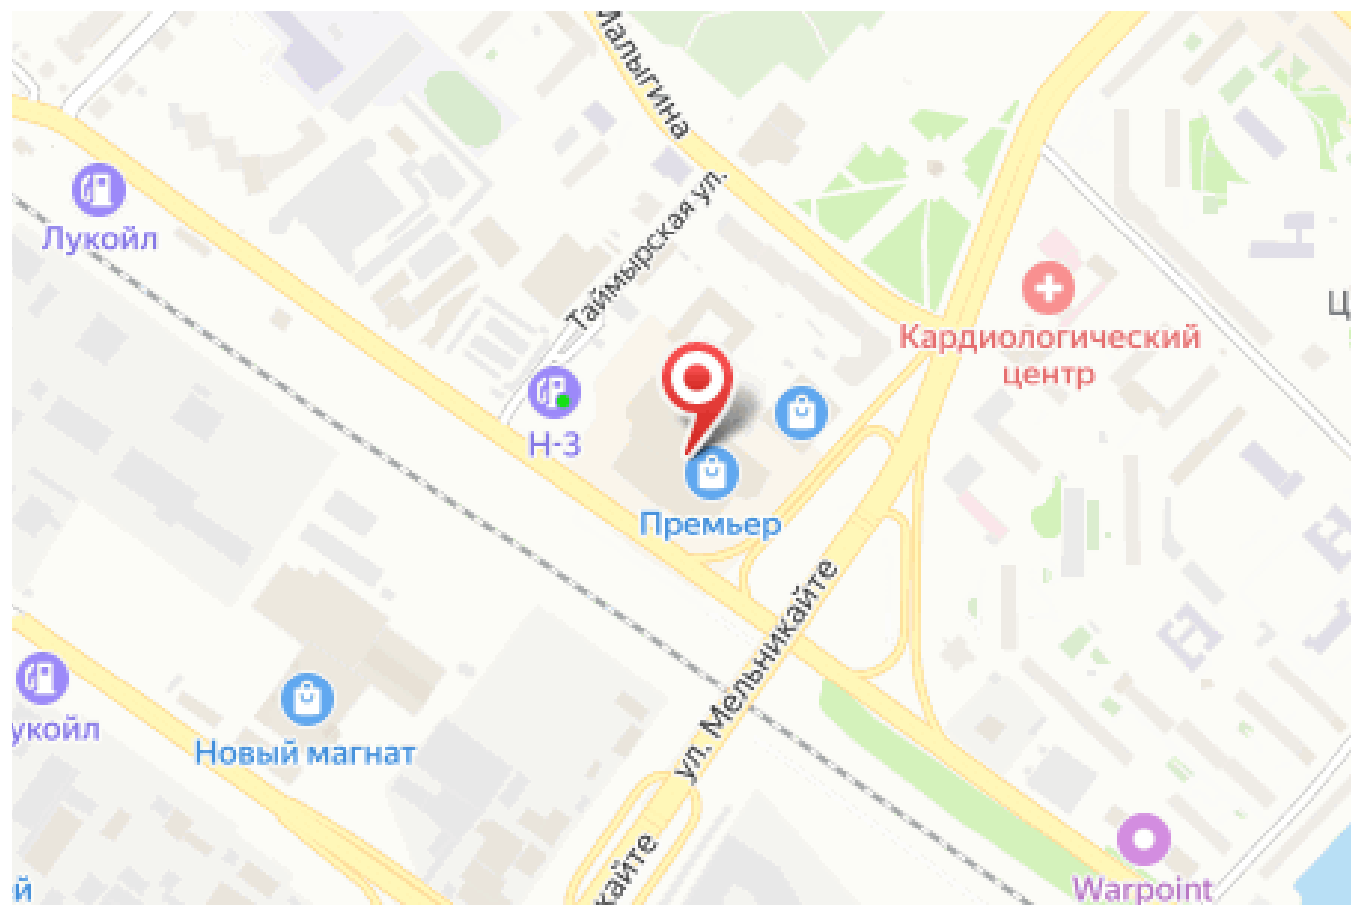 Малыгина
Таймырская ул.
Лукойл
Кардиологический
центр
Ц
Н-3
Премьер
ул. Мельникайте
укойл
Новый магнат
кайте
Warpoint
й